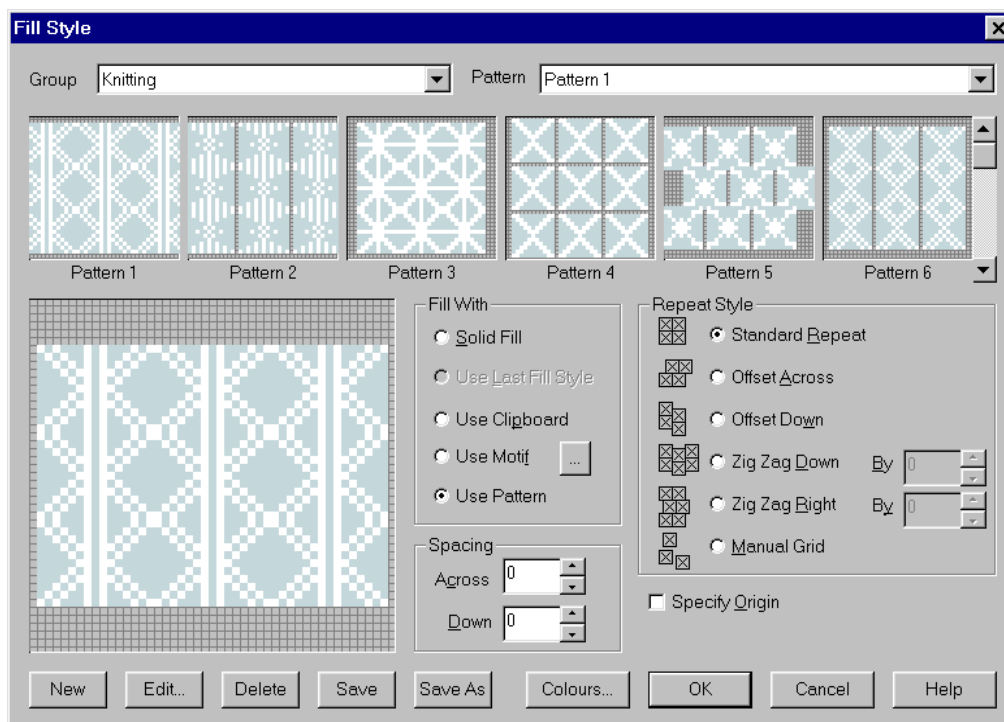 Fill Style
Group Knitting Pattern Pattern 1
Pattern 1 Pattern 2 Pattern 3 Pattern 4 Pattern 5 Pattern 6
Fill With
Solid Fill
Use Last Fill Style
Use Clipboard
Use Motif ...
Use Pattern
Spacing
Across 0
Down 0
Repeat Style
Standard Repeat
Offset Across
Offset Down
Zig Zag Down By 0
Zig Zag Right By 0
Manual Grid
Specify Origin
New Edit... Delete Save Save As Colours... OK Cancel Help